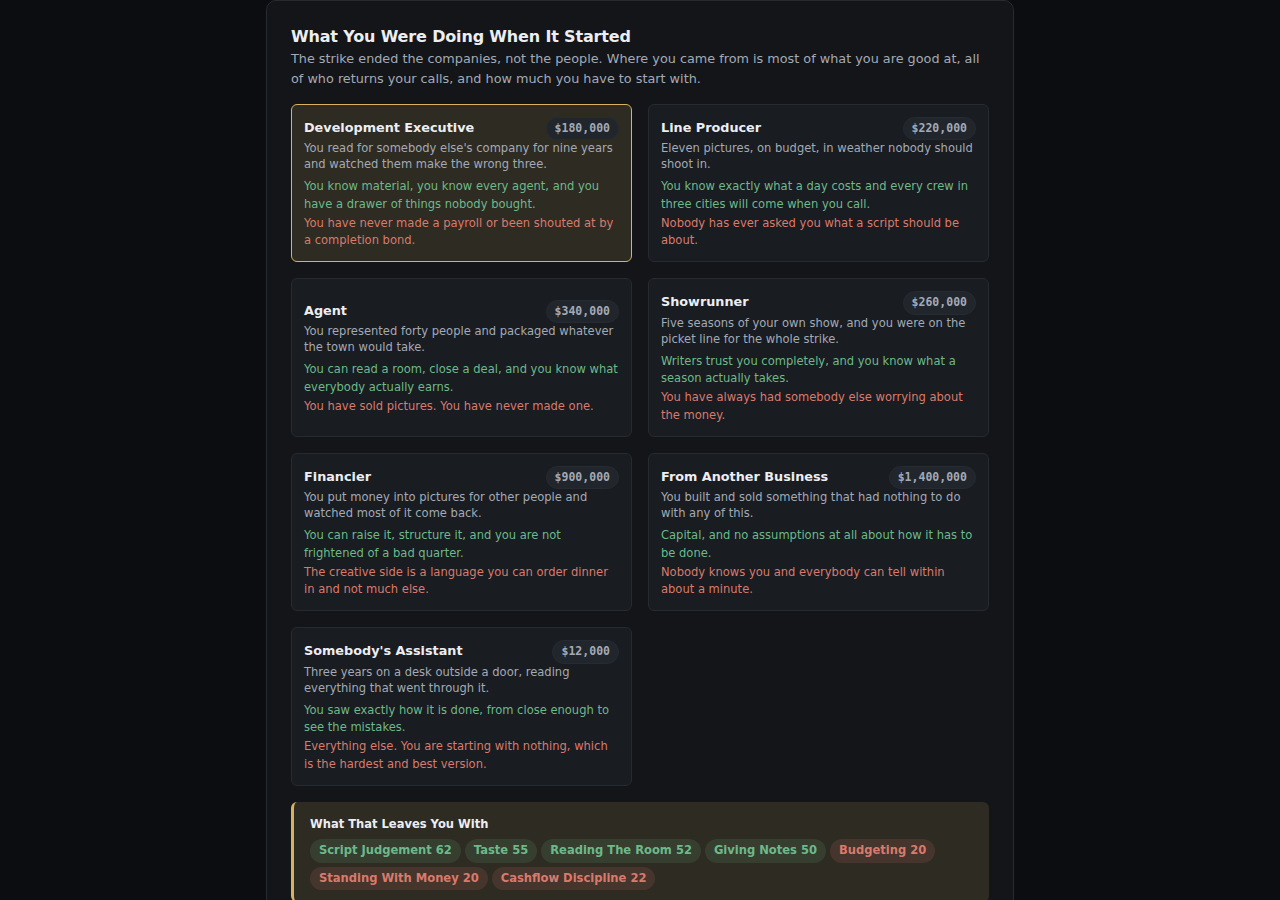 What You Were Doing When It Started
The strike ended the companies, not the people. Where you came from is most of what you are good at, all
of who returns your calls, and how much you have to start with.
Development Executive
$180,000
You read for somebody else's company for nine years
and watched them make the wrong three.
You know material, you know every agent, and you
have a drawer of things nobody bought.
You have never made a payroll or been shouted at by
a completion bond.
Line Producer
$220,000
Eleven pictures, on budget, in weather nobody should
shoot in.
You know exactly what a day costs and every crew in
three cities will come when you call.
Nobody has ever asked you what a script should be
about.
Agent
$340,000
You represented forty people and packaged whatever
the town would take.
You can read a room, close a deal, and you know what
everybody actually earns.
You have sold pictures. You have never made one.
Showrunner
$260,000
Five seasons of your own show, and you were on the
picket line for the whole strike.
Writers trust you completely, and you know what a
season actually takes.
You have always had somebody else worrying about
the money.
Financier
$900,000
You put money into pictures for other people and
watched most of it come back.
You can raise it, structure it, and you are not
frightened of a bad quarter.
The creative side is a language you can order dinner
in and not much else.
From Another Business
$1,400,000
You built and sold something that had nothing to do
with any of this.
Capital, and no assumptions at all about how it has to
be done.
Nobody knows you and everybody can tell within
about a minute.
Somebody's Assistant
$12,000
Three years on a desk outside a door, reading
everything that went through it.
You saw exactly how it is done, from close enough to
see the mistakes.
Everything else. You are starting with nothing, which
is the hardest and best version.
What That Leaves You With
Script Judgement 62 Taste 55 Reading The Room 52 Giving Notes 50 Budgeting 20
Standing With Money 20 Cashflow Discipline 22